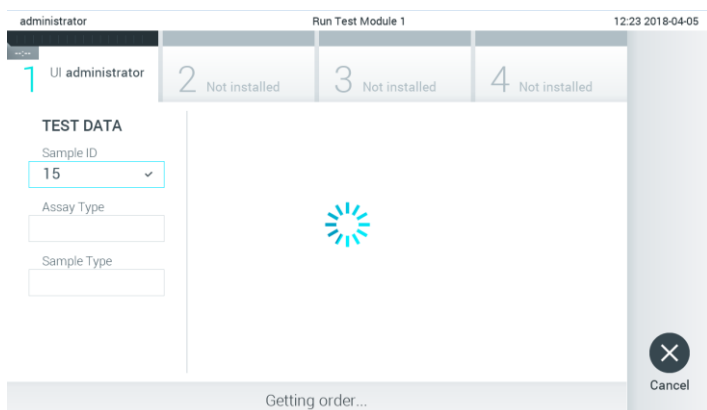 administrator Run Test Module 1 12:23 2018-04-05
--:--
1 UI administrator 2 Not installed 3 Not installed 4 Not installed
TEST DATA
Sample ID
15
Assay Type
Sample Type
Cancel
Getting order...